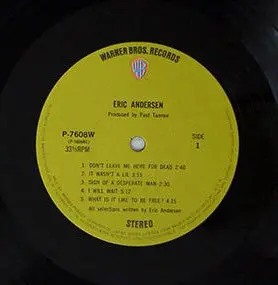 WARNER BROS. RECORDS
WB
ERIC ANDERSEN
Produced by Paul Tannen
P-7608W
33⅓RPM
SIDE
1
1. DON'T LEAVE ME HERE FOR DEAD 2:40
2. IT WASN'T A LIE 3:15
3. SIGN OF A DESPERATE MAN 2:30
4. I WILL WAIT 5:12
5. WHAT IS IT LIKE TO BE FREE? 4:15
All selections written by Eric Andersen
STEREO